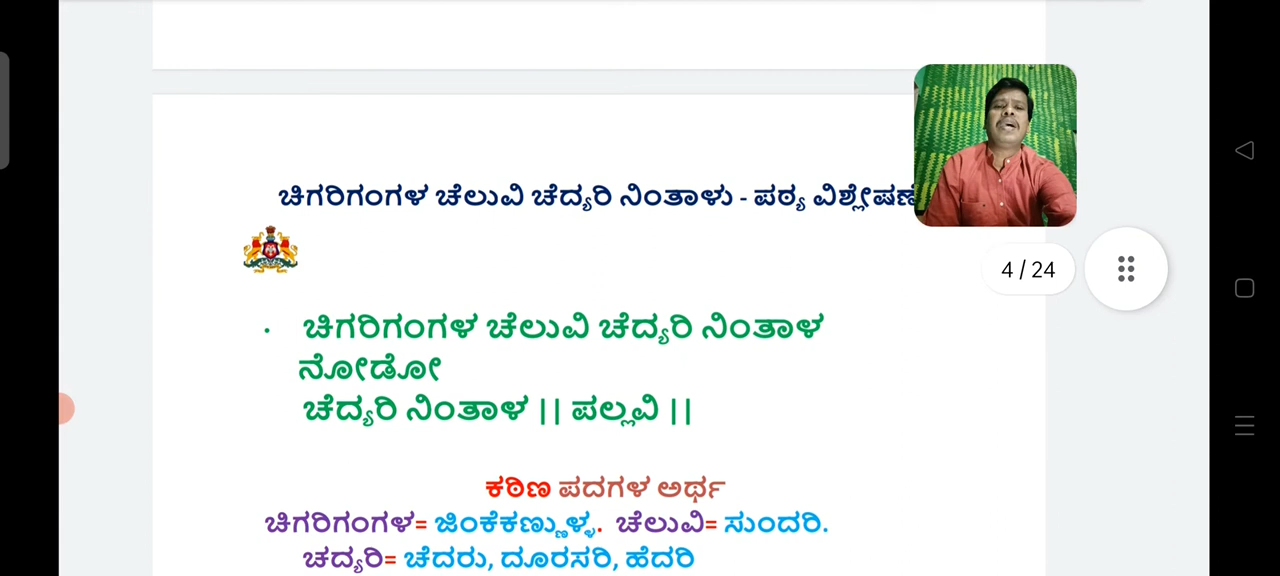 ಚಿಗರಿಗಂಗಳ ಚೆಲುವಿ ಚೆದ್ಯರಿ ನಿಂತಾಳು - ಪಠ್ಯ ವಿಶ್ಲೇಷಣೆ
4 / 24
• ಚಿಗರಿಗಂಗಳ ಚೆಲುವಿ ಚೆದ್ಯರಿ ನಿಂತಾಳ
ನೋಡೋ
ಚೆದ್ಯರಿ ನಿಂತಾಳ || ಪಲ್ಲವಿ ||
ಕಠಿಣ ಪದಗಳ ಅರ್ಥ
ಚಿಗರಿಗಂಗಳ= ಜಿಂಕೆಕಣ್ಣುಳ್ಳ. ಚೆಲುವಿ= ಸುಂದರಿ.
ಚದ್ಯರಿ= ಚೆದರು, ದೂರಸರಿ, ಹೆದರಿ